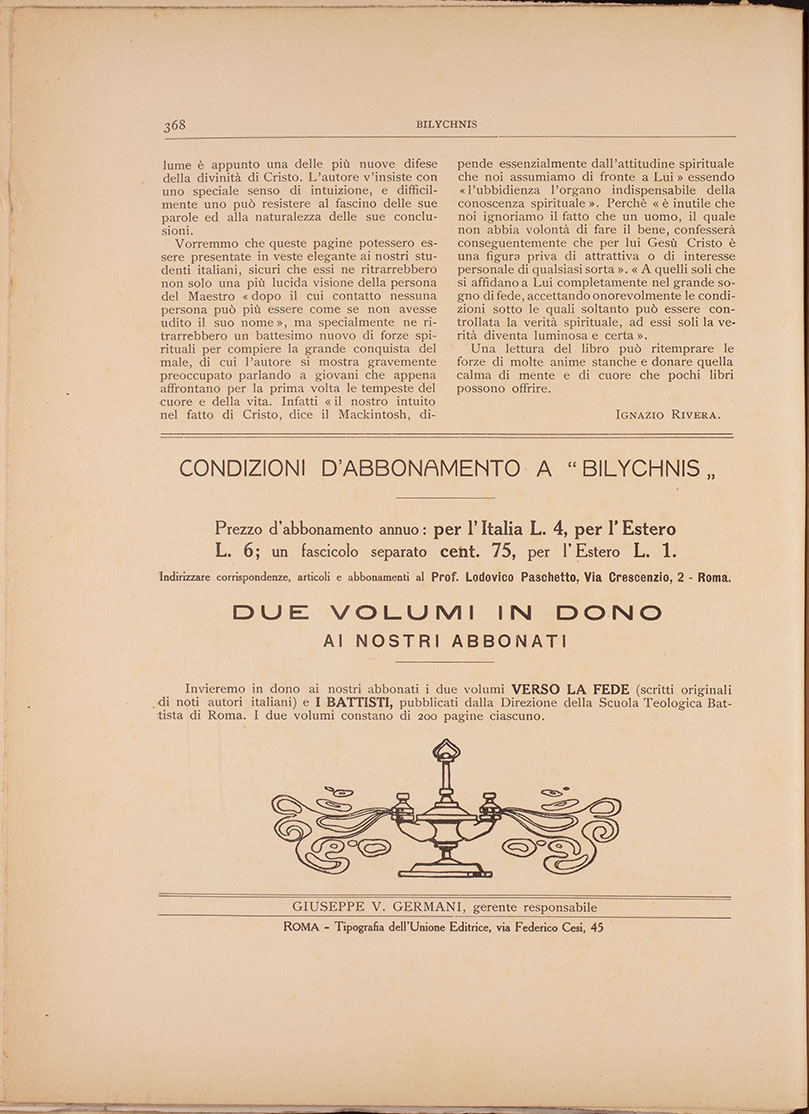 368
BILYCHNIS
lume è appunto una delle più nuove difese
della divinità di Cristo. L'autore v'insiste con
uno speciale senso di intuizione, e difficil-
mente uno può resistere al fascino delle sue
parole ed alla naturalezza delle sue conclu-
sioni.
Vorremmo che queste pagine potessero es-
sere presentate in veste elegante ai nostri stu-
denti italiani, sicuri che essi ne ritrarrebbero
non solo una più lucida visione della persona
del Maestro « dopo il cui contatto nessuna
persona può più essere come se non avesse
udito il suo nome », ma specialmente ne ri-
trarrebbero un battesimo nuovo di forze spi-
rituali per compiere la grande conquista del
male, di cui l'autore si mostra gravemente
preoccupato parlando a giovani che appena
affrontano per la prima volta le tempeste del
cuore e della vita. Infatti « il nostro intuito
nel fatto di Cristo, dice il Mackintosh, di-
pende essenzialmente dall'attitudine spirituale
che noi assumiamo di fronte a Lui » essendo
« l'ubbidienza l'organo indispensabile della
conoscenza spirituale ». Perchè « è inutile che
noi ignoriamo il fatto che un uomo, il quale
non abbia volontà di fare il bene, confesserà
conseguentemente che per lui Gesù Cristo è
una figura priva di attrattiva o di interesse
personale di qualsiasi sorta ». « A quelli soli che
si affidano a Lui completamente nel grande so-
gno di fede, accettando onorevolmente le condi-
zioni sotto le quali soltanto può essere con-
trollata la verità spirituale, ad essi soli la ve-
rità diventa luminosa e certa ».
Una lettura del libro può ritemprare le
forze di molte anime stanche e donare quella
calma di mente e di cuore che pochi libri
possono offrire.
IGNAZIO RIVERA.
CONDIZIONI D'ABBONAMENTO A “ BILYCHNIS „
Prezzo d'abbonamento annuo : per l'Italia L. 4, per l'Estero
L. 6; un fascicolo separato cent. 75, per l'Estero L. 1.
Indirizzare corrispondenze, articoli e abbonamenti al Prof. Lodovico Paschetto, Via Crescenzio, 2 - Roma.
DUE VOLUMI IN DONO
AI NOSTRI ABBONATI
Invieremo in dono ai nostri abbonati i due volumi VERSO LA FEDE (scritti originali
di noti autori italiani) e I BATTISTI, pubblicati dalla Direzione della Scuola Teologica Bat-
tista di Roma. I due volumi constano di 200 pagine ciascuno.
GIUSEPPE V. GERMANI, gerente responsabile
ROMA - Tipografia dell'Unione Editrice, via Federico Cesi, 45